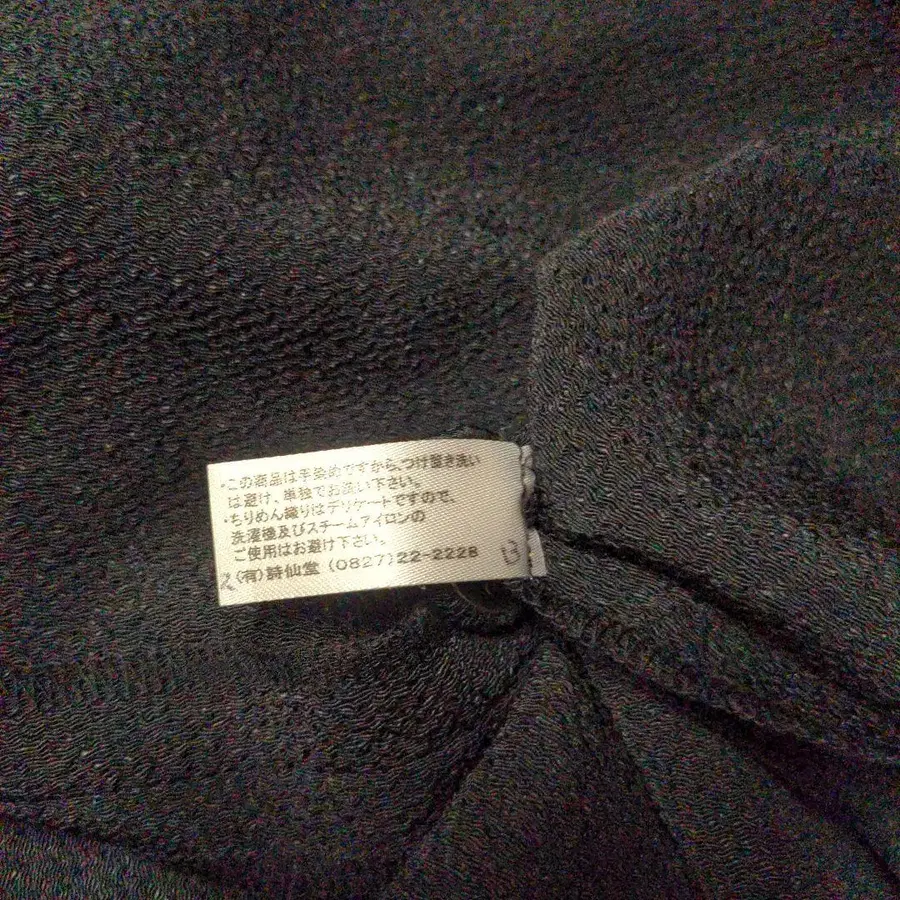 ・この商品は手染めですから、つけ置き洗い
は避け、単独でお洗い下さい。
・ちりめん織りはデリケートですので、
洗濯機及びスチームアイロンの
ご使用はお避け下さい。
(有)詩仙堂 (0827)22-2228